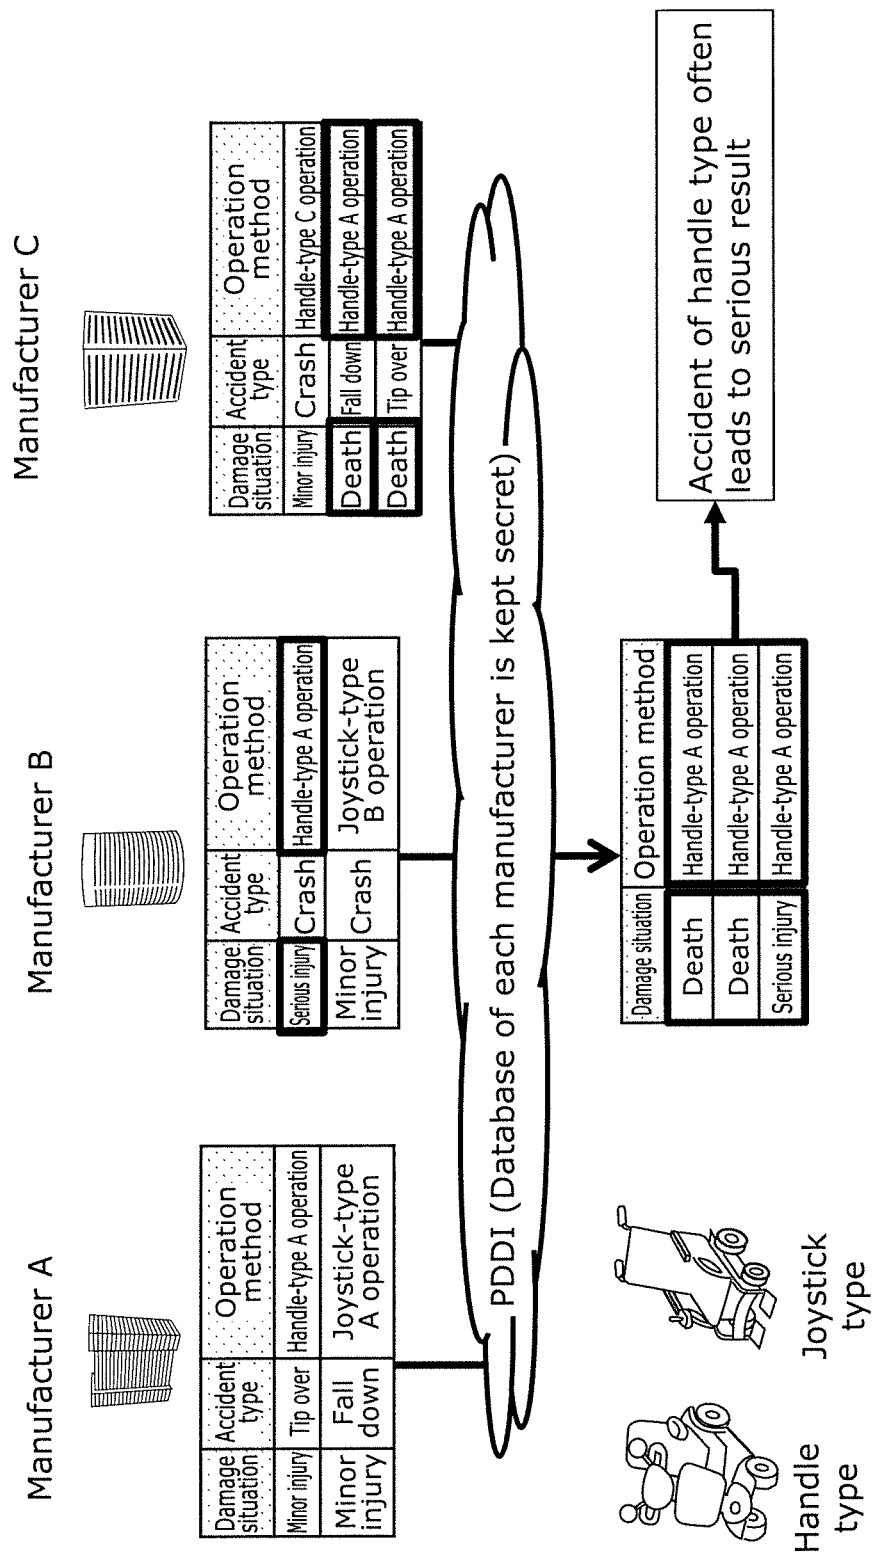 Manufacturer A
Damage
situation
Accident
type
Operation
method
Minor injury
Tip over
Handle-type A operation
Minor
injury
Fall
down
Joystick-type
A operation
Manufacturer B
Damage
situation
Accident
type
Operation
method
Serious injury
Crash
Handle-type A operation
Minor
injury
Crash
Joystick-type
B operation
Manufacturer C
Damage
situation
Accident
type
Operation
method
Minor injury
Crash
Handle-type C operation
Death
Fall down
Handle-type A operation
Death
Tip over
Handle-type A operation
PDDI (Database of each manufacturer is kept secret)
Handle
type
Joystick
type
Damage situation
Operation method
Death
Handle-type A operation
Death
Handle-type A operation
Serious injury
Handle-type A operation
Accident of handle type often
leads to serious result